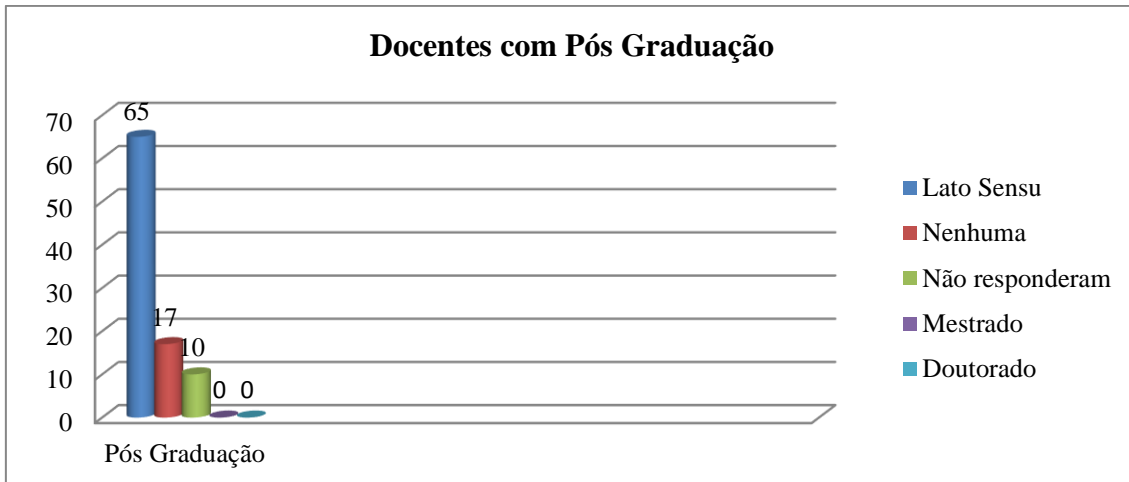 Docentes com Pós Graduação
65
70
60
50
40
30
20
10
0
17
10
0 0
Pós Graduação
Lato Sensu
Nenhuma
Não responderam
Mestrado
Doutorado